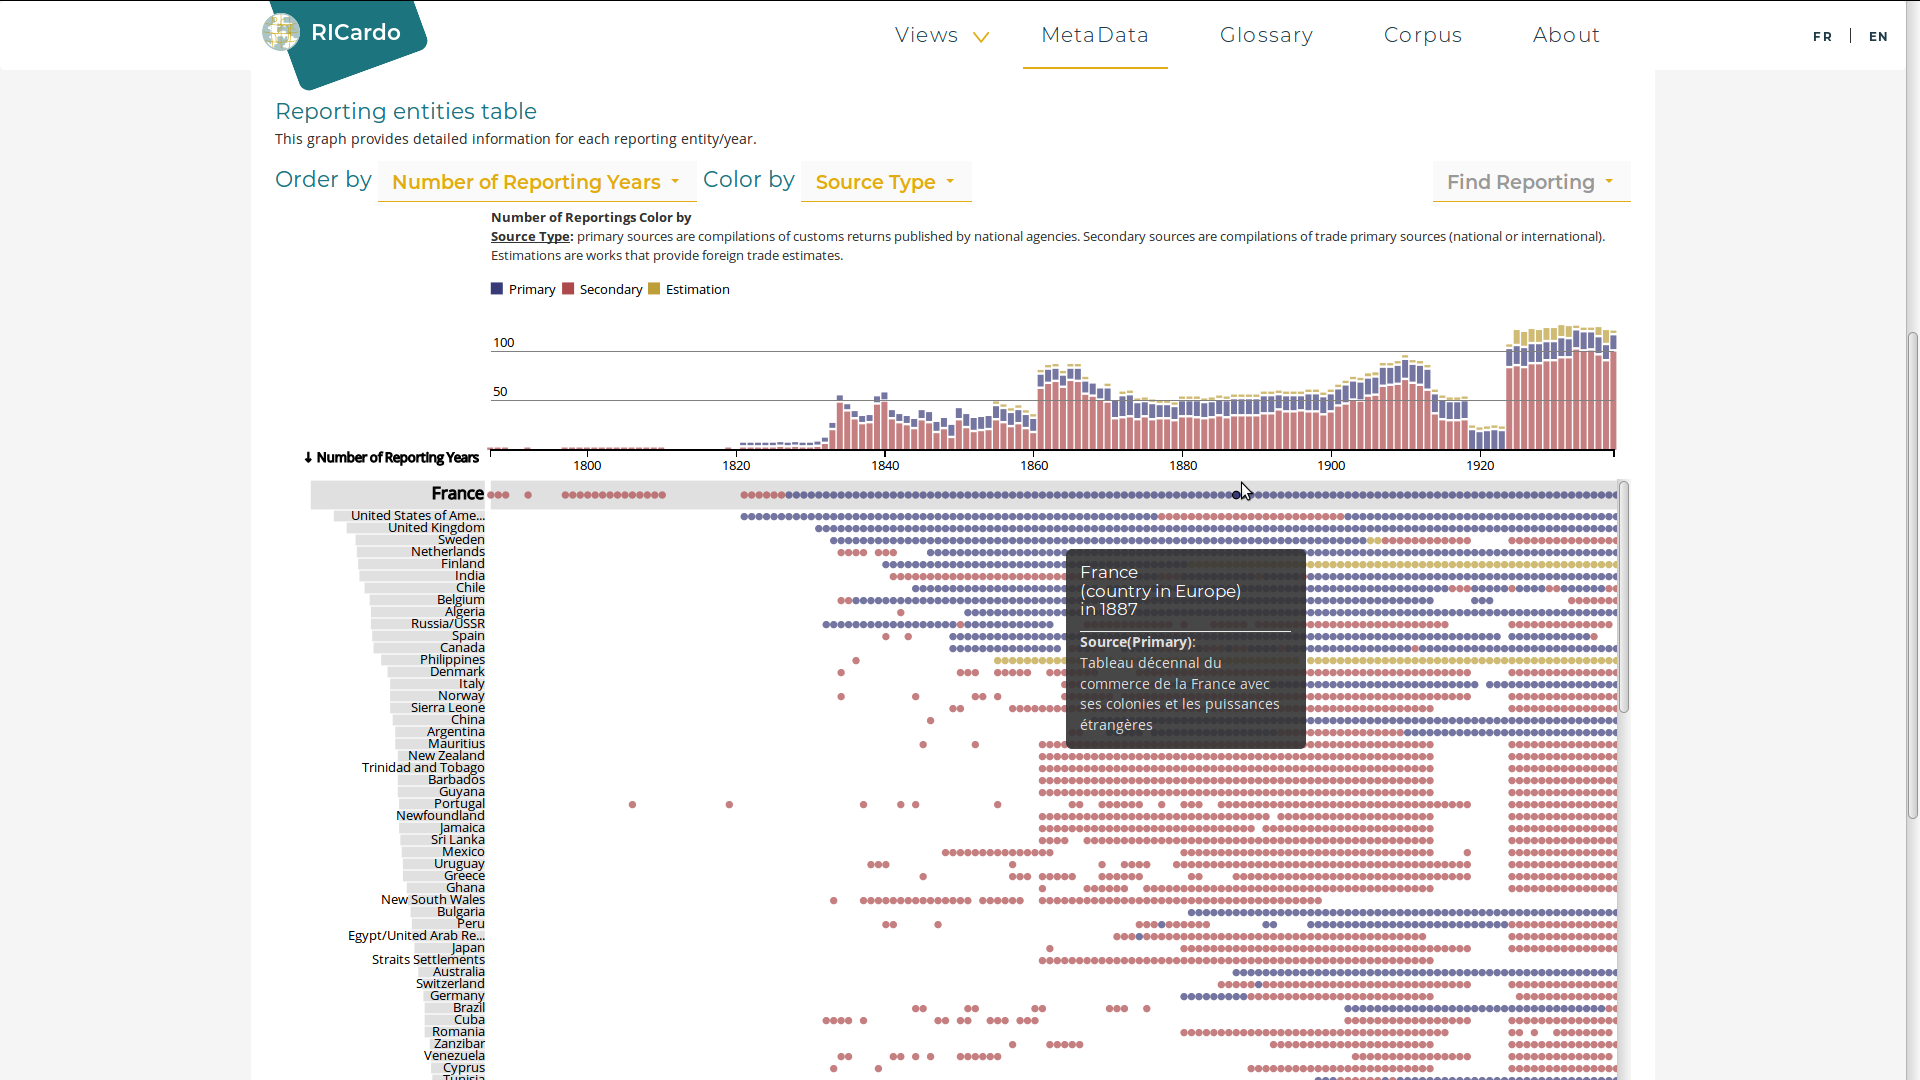 RICardo
Views
MetaData
Glossary
Corpus
About
FR | EN
Reporting entities table
This graph provides detailed information for each reporting entity/year.
Order by Number of Reporting Years Color by Source Type Find Reporting
Number of Reportings Color by
Source Type: primary sources are compilations of customs returns published by national agencies. Secondary sources are compilations of trade primary sources (national or international).
Estimations are works that provide foreign trade estimates.
Primary Secondary Estimation
100
50
↓ Number of Reporting Years
1800 1820 1840 1860 1880 1900 1920
France
United States of Ame...
United Kingdom
Sweden
Netherlands
Finland
India
Chile
Belgium
Algeria
Russia/USSR
Spain
Canada
Philippines
Denmark
Italy
Norway
Sierra Leone
China
Argentina
Mauritius
New Zealand
Trinidad and Tobago
Barbados
Guyana
Portugal
Newfoundland
Jamaica
Sri Lanka
Mexico
Uruguay
Greece
Ghana
New South Wales
Bulgaria
Peru
Egypt/United Arab Re...
Japan
Straits Settlements
Australia
Switzerland
Germany
Brazil
Cuba
Romania
Zanzibar
Venezuela
Cyprus
Tunisia
France
(country in Europe)
in 1887
Source(Primary):
Tableau décennal du
commerce de la France avec
ses colonies et les puissances
étrangères